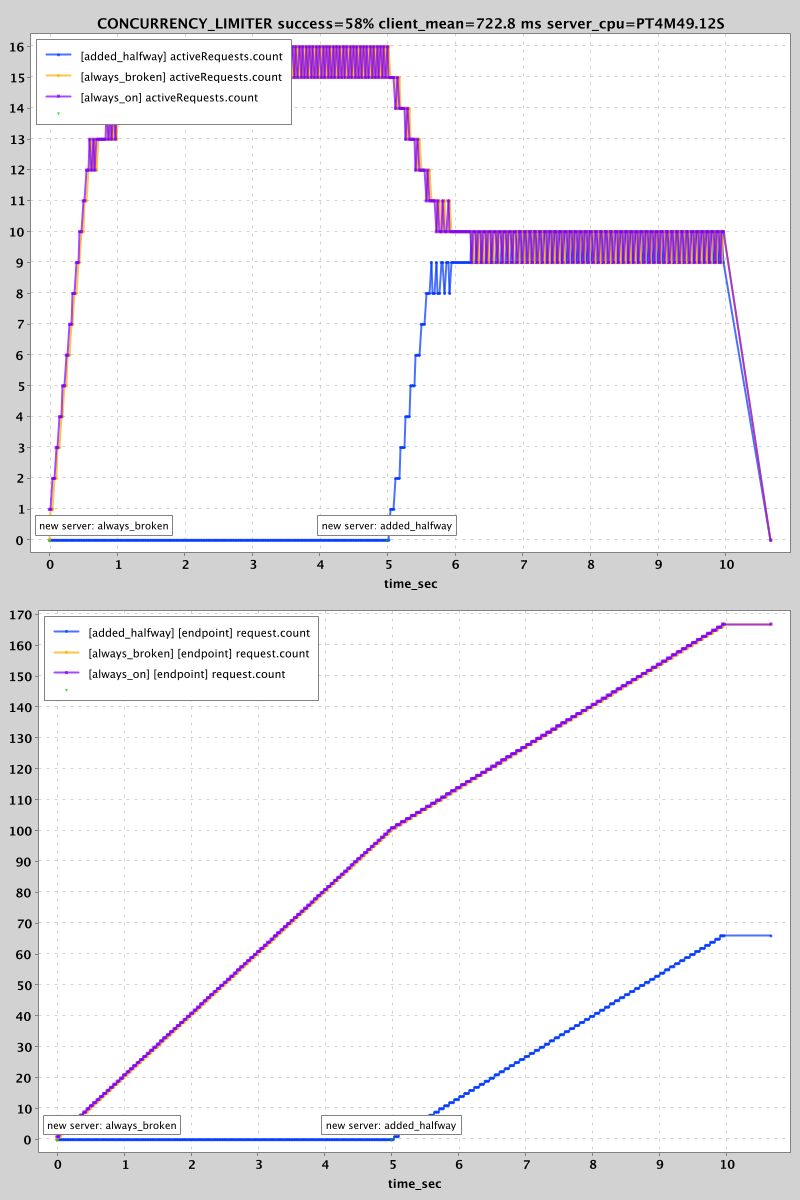 CONCURRENCY_LIMITER success=58% client_mean=722.8 ms server_cpu=PT4M49.12S
[added_halfway] activeRequests.count
[always_broken] activeRequests.count
[always_on] activeRequests.count
16
15
14
13
12
11
10
9
8
7
6
5
4
3
2
1
0
new server: always_broken
new server: added_halfway
0 1 2 3 4 5 6 7 8 9 10
time_sec
[added_halfway] [endpoint] request.count
[always_broken] [endpoint] request.count
[always_on] [endpoint] request.count
170
160
150
140
130
120
110
100
90
80
70
60
50
40
30
20
10
0
new server: always_broken
new server: added_halfway
0 1 2 3 4 5 6 7 8 9 10
time_sec